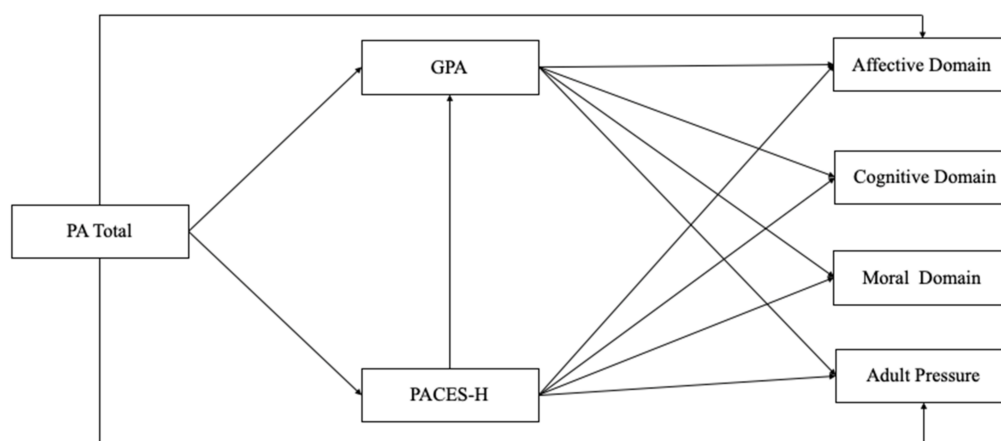 GPA
Affective Domain
Cognitive Domain
PA Total
Moral Domain
Adult Pressure
PACES-H